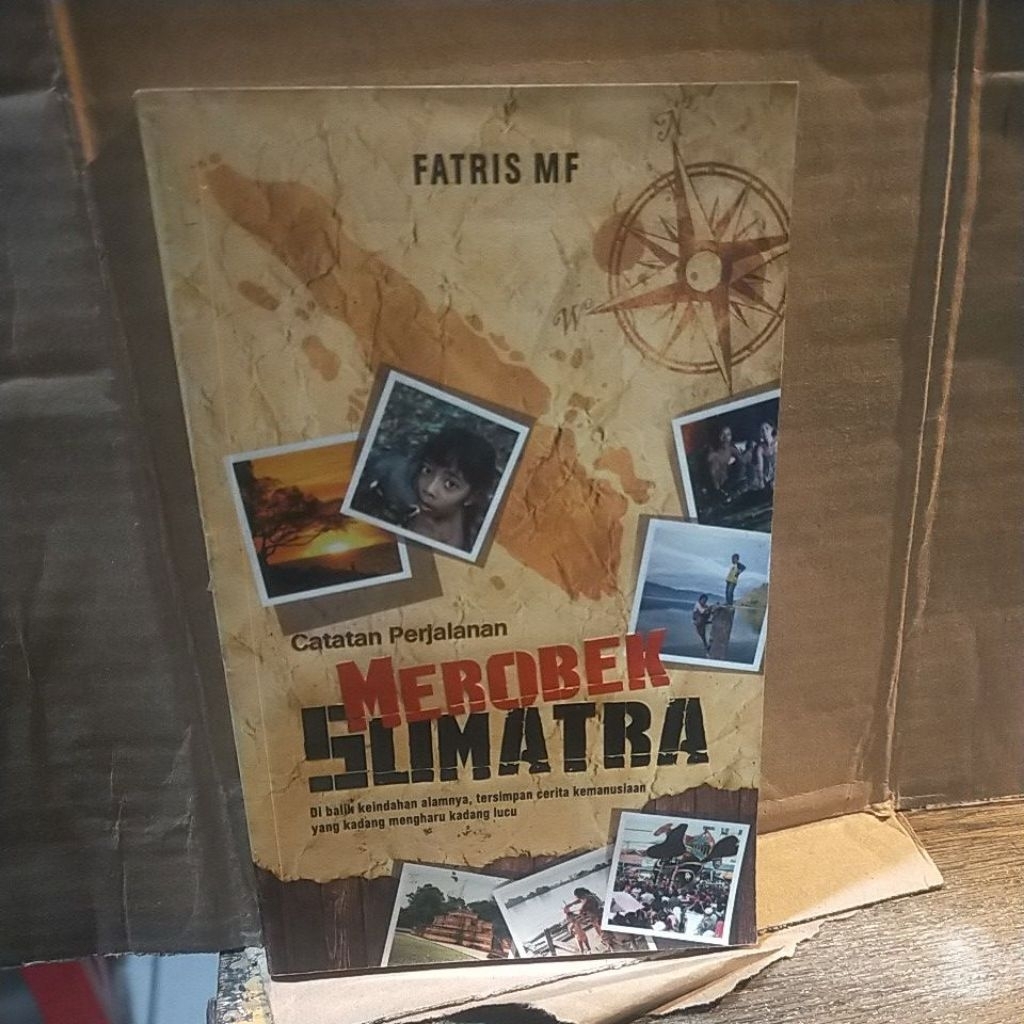 N
FATRIS MF
W
Catatan Perjalanan
MEROBEK
SUMATRA
Di balik keindahan alamnya, tersimpan cerita kemanusiaan
yang kadang mengharu kadang lucu